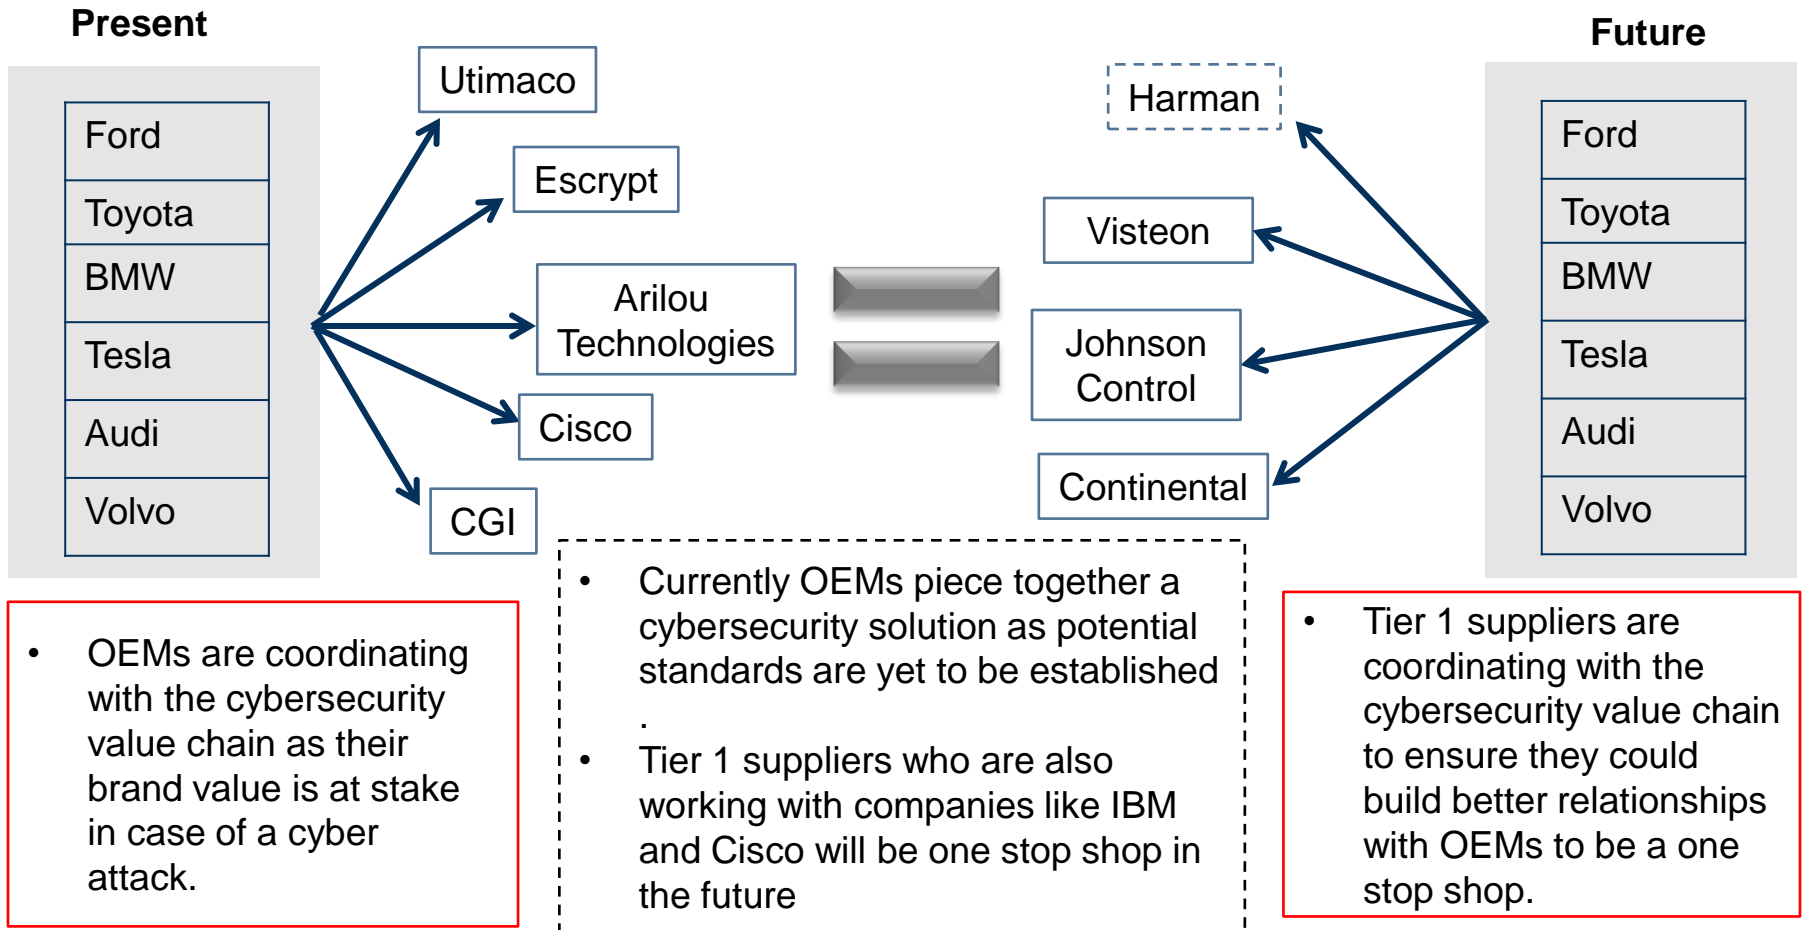 Present
Future
Ford
Toyota
BMW
Tesla
Audi
Volvo
Utimaco
Escrypt
Arilou
Technologies
Cisco
CGI
Harman
Visteon
Johnson
Control
Continental
Ford
Toyota
BMW
Tesla
Audi
Volvo
• OEMs are coordinating
with the cybersecurity
value chain as their
brand value is at stake
in case of a cyber
attack.
• Currently OEMs piece together a
cybersecurity solution as potential
standards are yet to be established
.
• Tier 1 suppliers who are also
working with companies like IBM
and Cisco will be one stop shop in
the future
• Tier 1 suppliers are
coordinating with the
cybersecurity value chain
to ensure they could
build better relationships
with OEMs to be a one
stop shop.